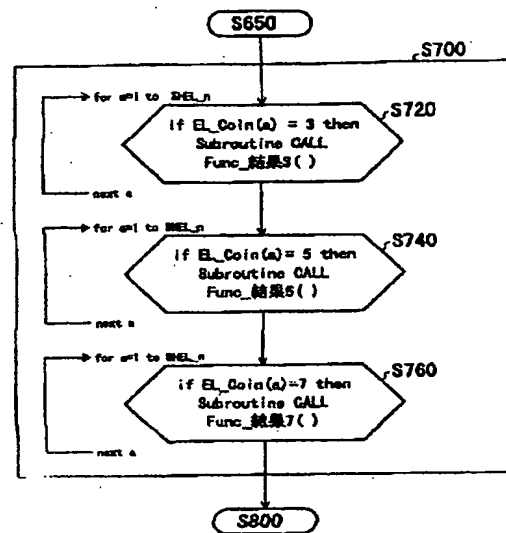 S650
S700
for a=1 to SHEL_n
S720
if EL_Coin(a) = 3 then
Subroutine CALL
Func_結果3( )
next a
for a=1 to SHEL_n
S740
if EL_Coin(a)= 5 then
Subroutine CALL
Func_結果5( )
next a
for a=1 to SHEL_n
S760
if EL_Coin(a)=7 then
Subroutine CALL
Func_結果7( )
next a
S800